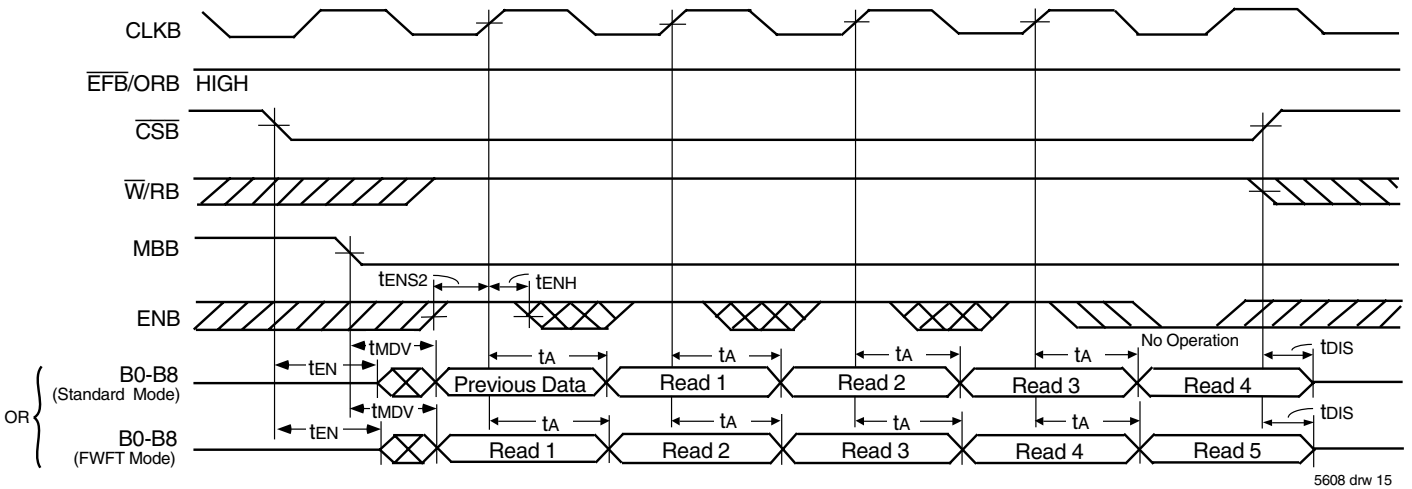 CLKB
EFB/ORB HIGH
CSB
W/RB
MBB
tENS2 tENH
ENB
No Operation
tMDV tA tA tA tA tDIS
tEN
B0-B8 Previous Data Read 1 Read 2 Read 3 Read 4
(Standard Mode)
OR
tMDV tA tA tA tA tDIS
tEN
B0-B8 Read 1 Read 2 Read 3 Read 4 Read 5
(FWFT Mode)
5608 drw 15